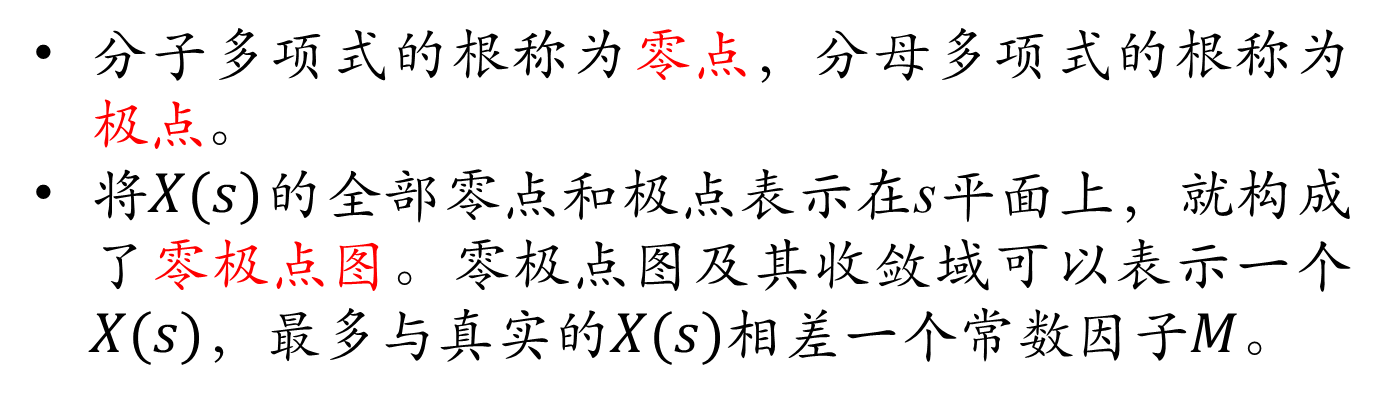 • 分子多项式的根称为零点，分母多项式的根称为
极点。
• 将X(s)的全部零点和极点表示在s平面上，就构成
了零极点图。零极点图及其收敛域可以表示一个
X(s)，最多与真实的X(s)相差一个常数因子M。